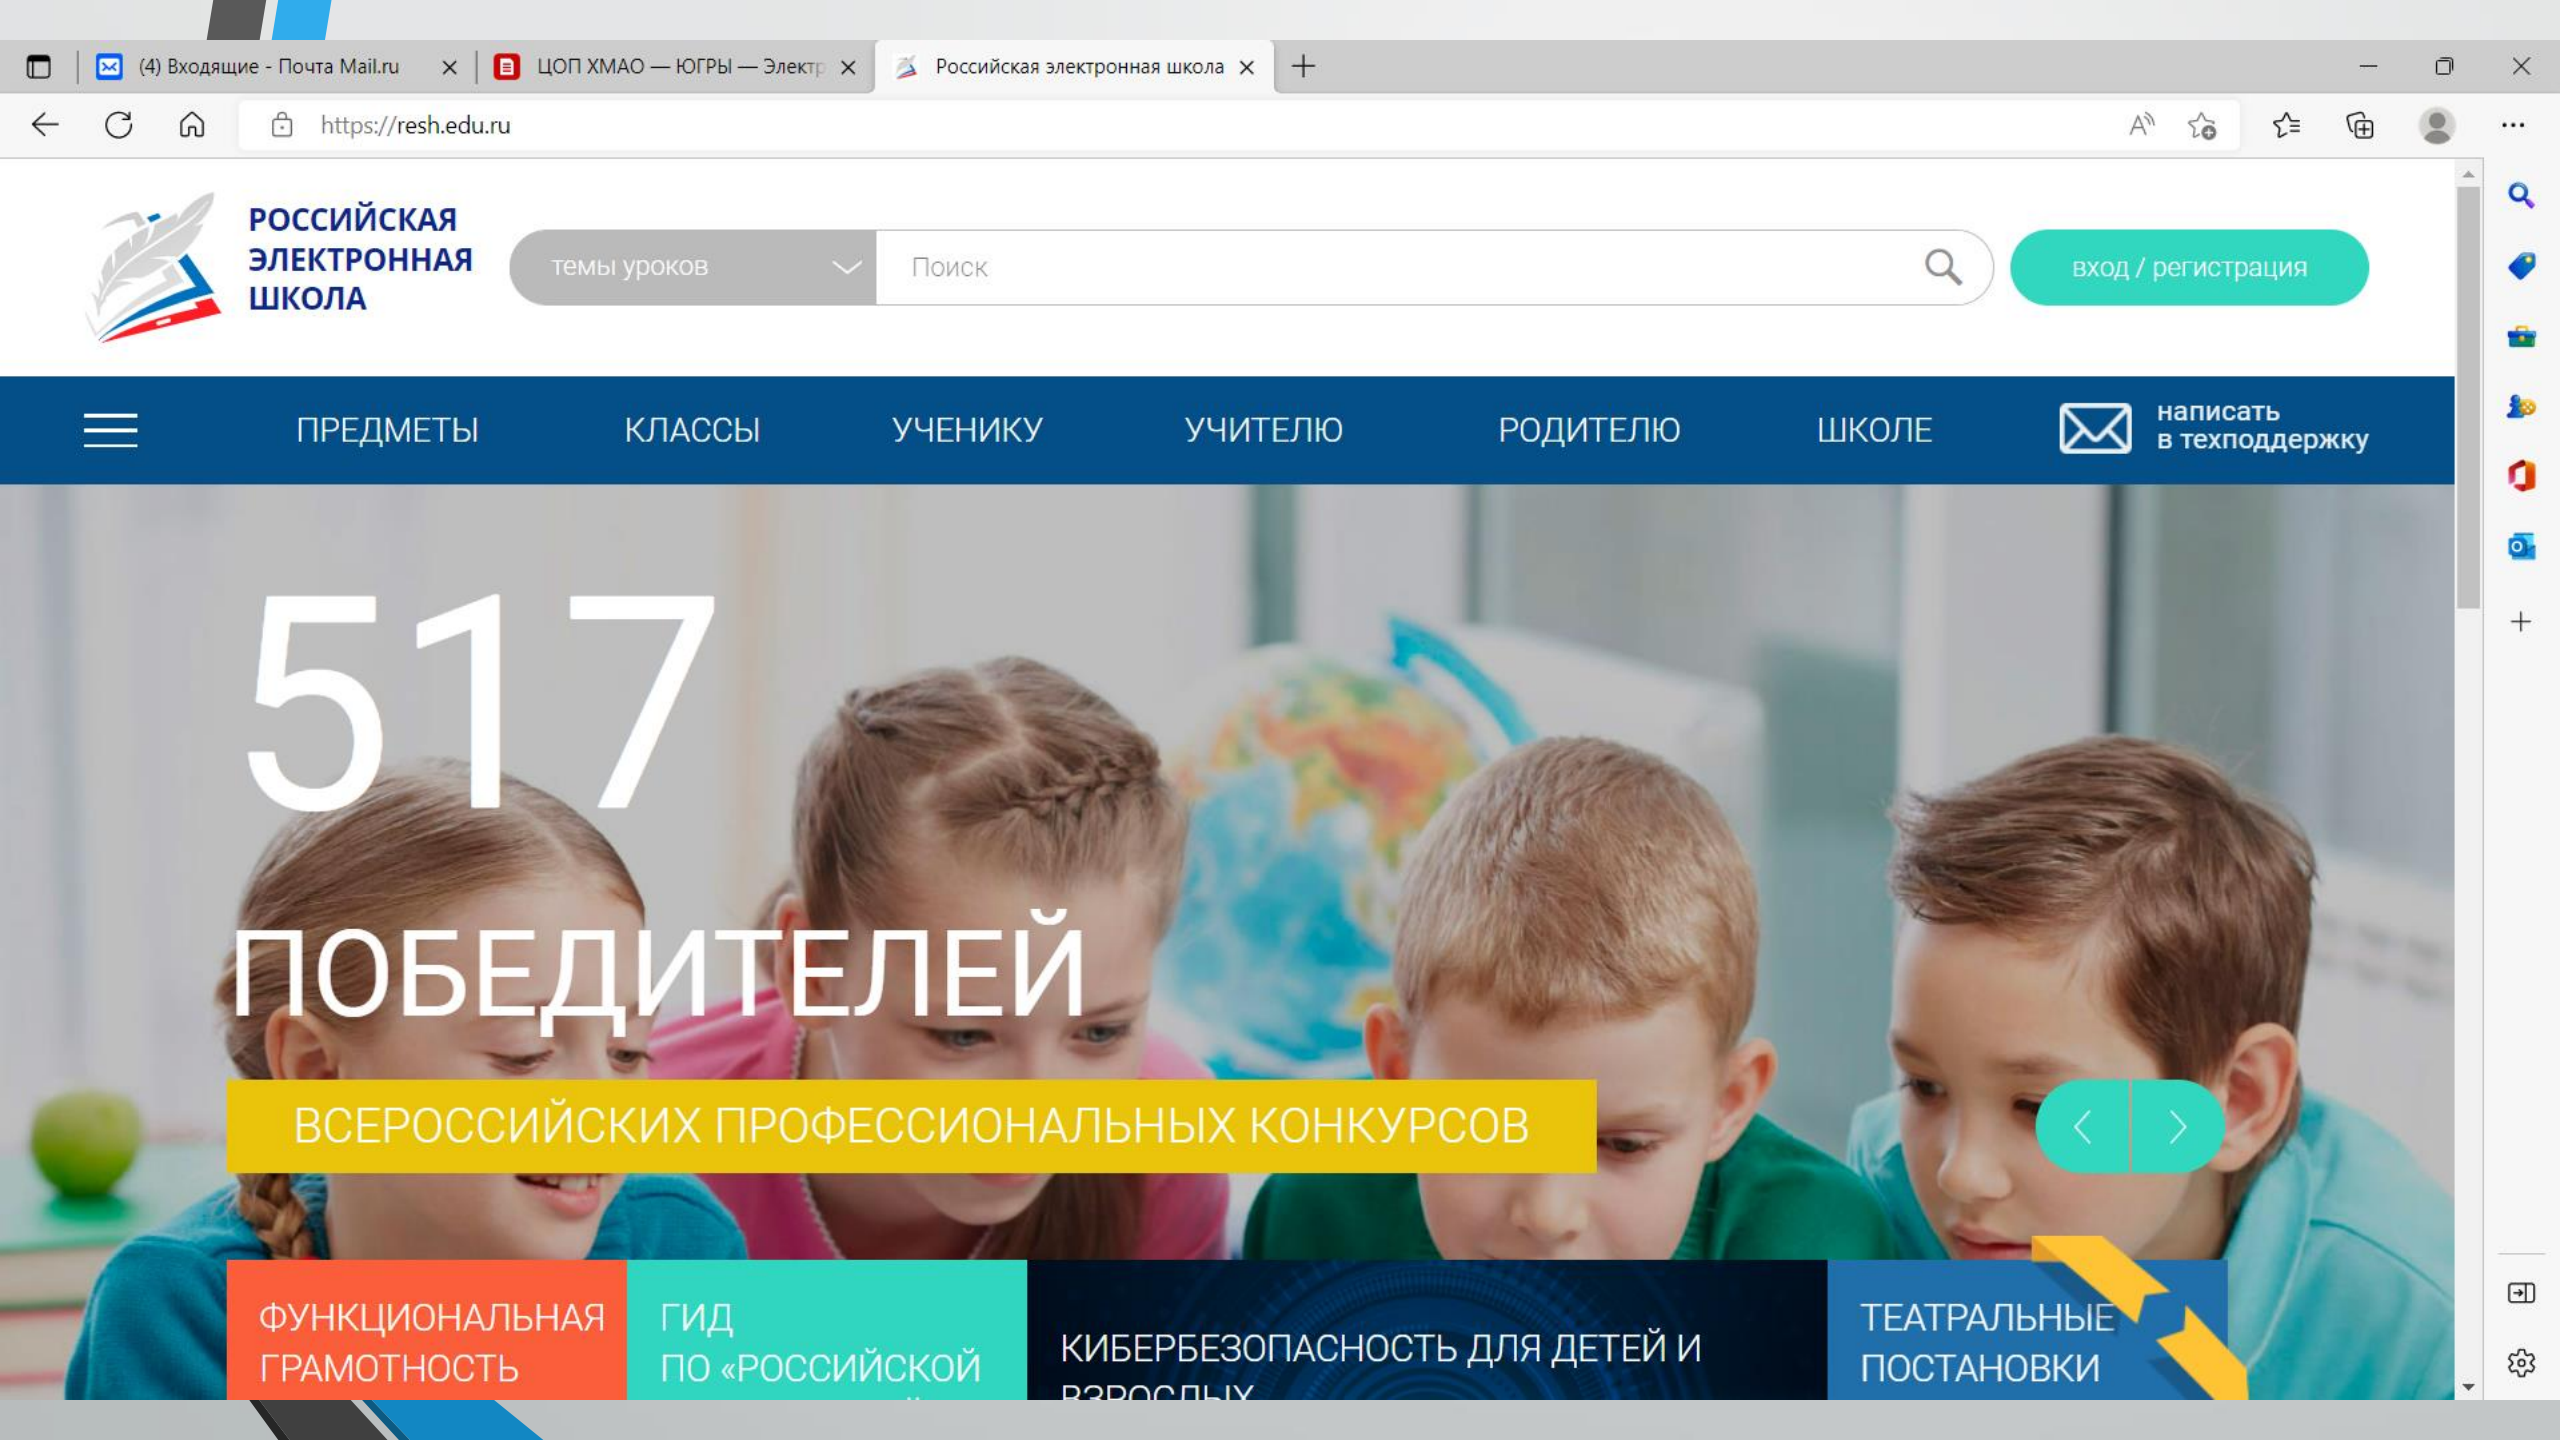 (4) Входящие - Почта Mail.ru
ЦОП ХМАО — ЮГРЫ — Электр
Российская электронная школа
https://resh.edu.ru
РОССИЙСКАЯ
ЭЛЕКТРОННАЯ
ШКОЛА
темы уроков
Поиск
вход / регистрация
ПРЕДМЕТЫ
КЛАССЫ
УЧЕНИКУ
УЧИТЕЛЮ
РОДИТЕЛЮ
ШКОЛЕ
написать
в техподдержку
517
ПОБЕДИТЕЛЕЙ
ВСЕРОССИЙСКИХ ПРОФЕССИОНАЛЬНЫХ КОНКУРСОВ
ФУНКЦИОНАЛЬНАЯ
ГРАМОТНОСТЬ
ГИД
ПО «РОССИЙСКОЙ
КИБЕРБЕЗОПАСНОСТЬ ДЛЯ ДЕТЕЙ И
ВЗРОСЛЫХ
ТЕАТРАЛЬНЫЕ
ПОСТАНОВКИ